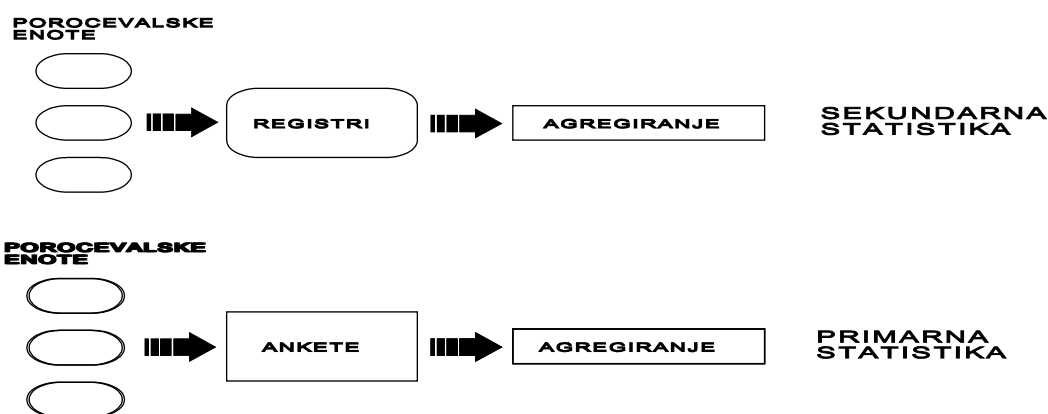 POROCEVALSKE
ENOTE
REGISTRI
AGREGIRANJE
SEKUNDARNA
STATISTIKA
POROCEVALSKE
ENOTE
ANKETE
AGREGIRANJE
PRIMARNA
STATISTIKA